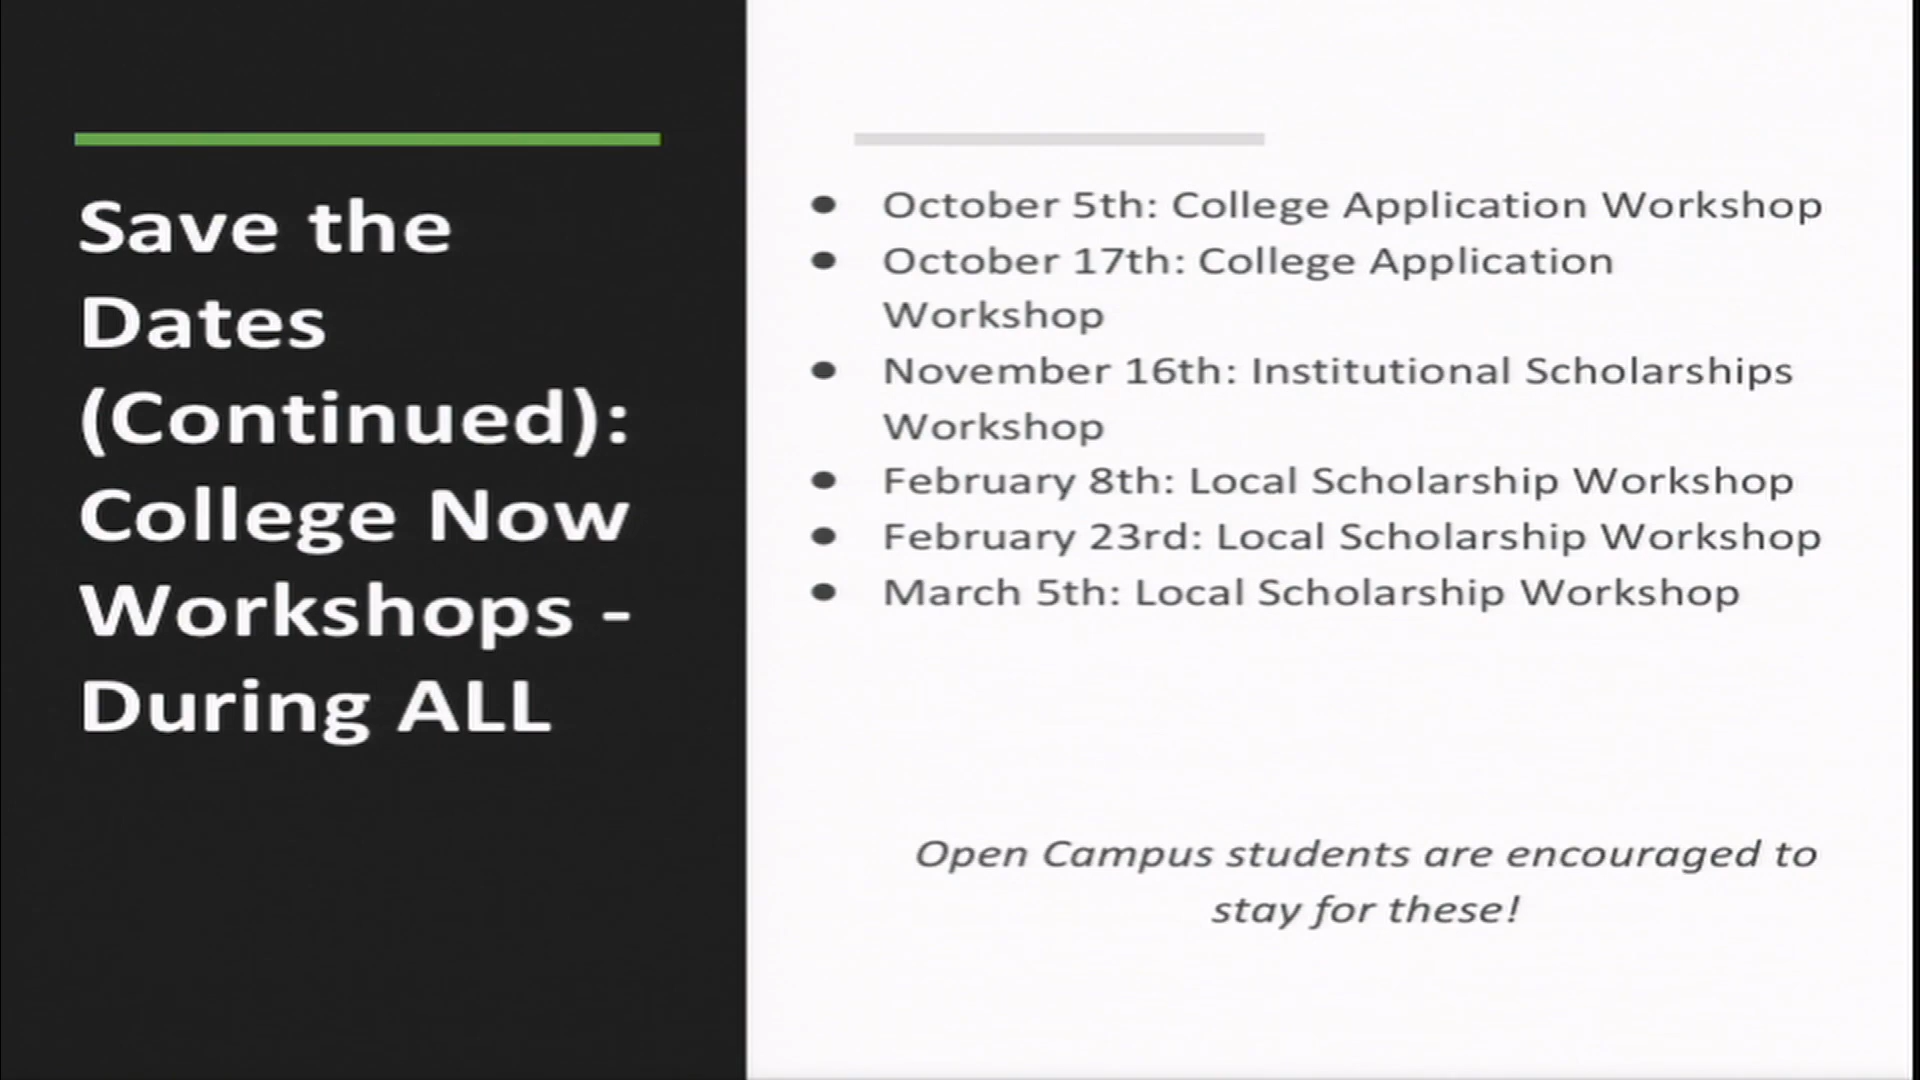 Save the
Dates
(Continued):
College Now
Workshops -
During ALL
● October 5th: College Application Workshop
● October 17th: College Application
Workshop
● November 16th: Institutional Scholarships
Workshop
● February 8th: Local Scholarship Workshop
● February 23rd: Local Scholarship Workshop
● March 5th: Local Scholarship Workshop
Open Campus students are encouraged to
stay for these!